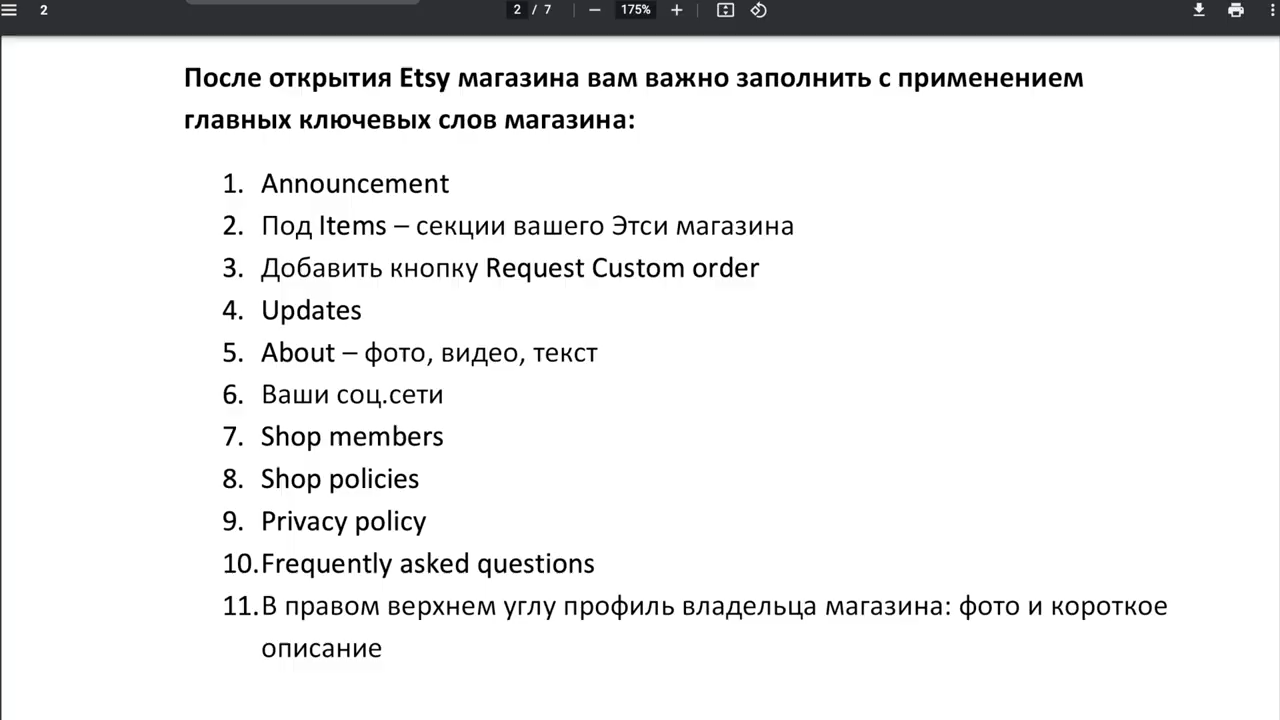 2
2 / 7
175%
После открытия Etsy магазина вам важно заполнить с применением
главных ключевых слов магазина:
1. Announcement
2. Под Items – секции вашего Этси магазина
3. Добавить кнопку Request Custom order
4. Updates
5. About – фото, видео, текст
6. Ваши соц.сети
7. Shop members
8. Shop policies
9. Privacy policy
10. Frequently asked questions
11. В правом верхнем углу профиль владельца магазина: фото и короткое
описание